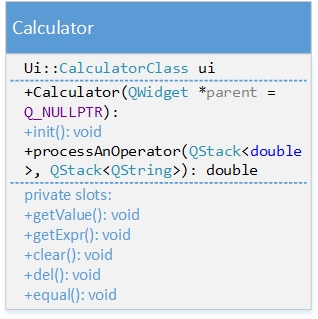 Calculator
Ui::CalculatorClass ui
+Calculator(QWidget *parent =
Q_NULLPTR):
+init(): void
+processAnOperator(QStack<double
>, QStack<QString>): double
private slots:
+getValue(): void
+getExpr(): void
+clear(): void
+del(): void
+equal(): void